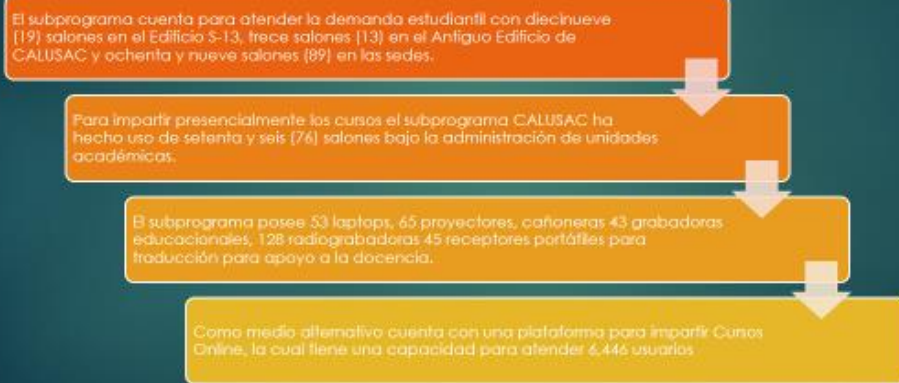 El subprograma cuenta para atender la demanda estudiantil con diecinueve
(19) salones en el Edificio S-13, trece salones (13) en el Antiguo Edificio de
CALUSAC y ochenta y nueve salones (89) en las sedes.
Para impartir presencialmente los cursos el subprograma CALUSAC ha
hecho uso de setenta y seis (76) salones bajo la administración de unidades
académicas.
El subprograma posee 53 laptops, 65 proyectores, cañoneras 43 grabadoras
educacionales, 128 radiograbadoras 45 receptores portátiles para
traducción para apoyo a la docencia.
Como medio alternativo cuenta con una plataforma para impartir Cursos
Online, la cual tiene una capacidad para atender 6,446 usuarios